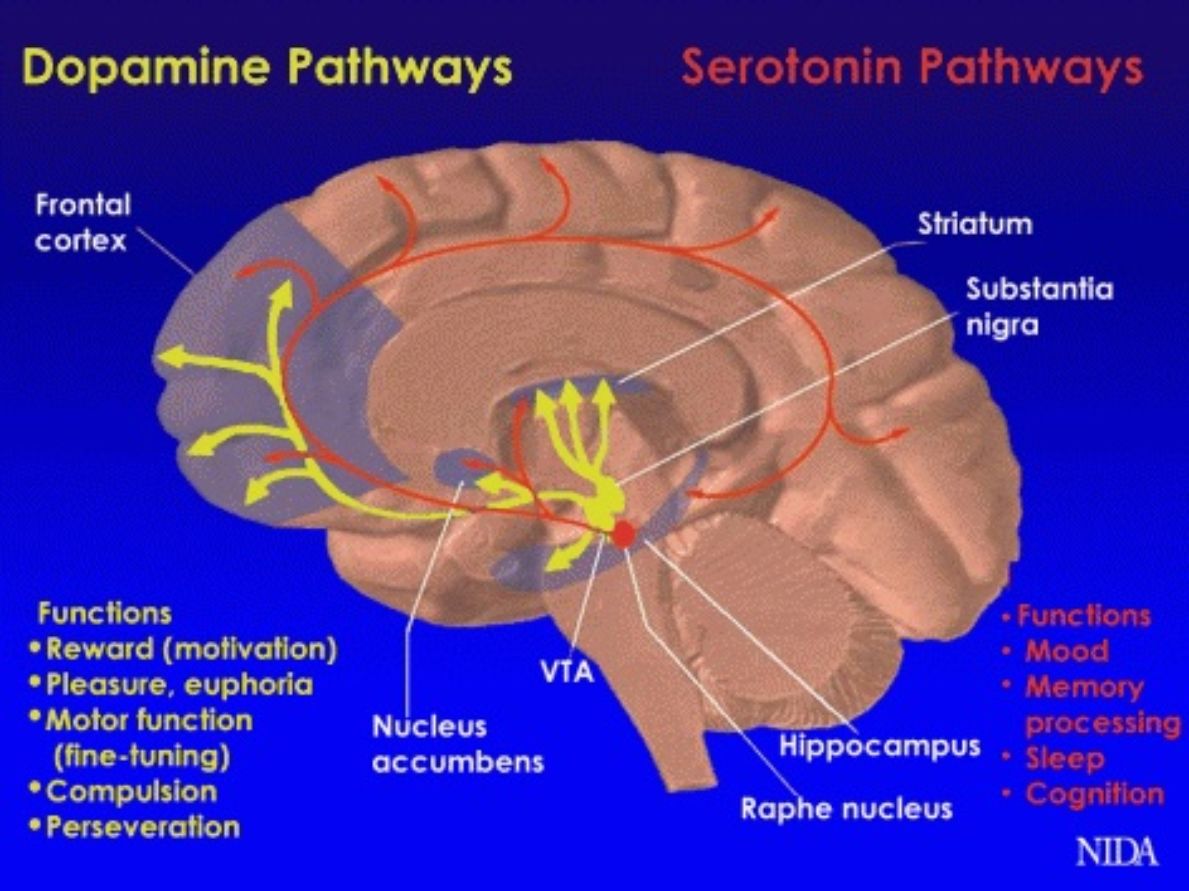 Dopamine Pathways
Serotonin Pathways
Frontal
cortex
Striatum
Substantia
nigra
Functions
•Reward (motivation)
•Pleasure, euphoria
•Motor function
(fine-tuning)
•Compulsion
•Perseveration
VTA
Nucleus
accumbens
Hippocampus
Raphe nucleus
• Functions
• Mood
• Memory
processing
• Sleep
• Cognition
NIDA